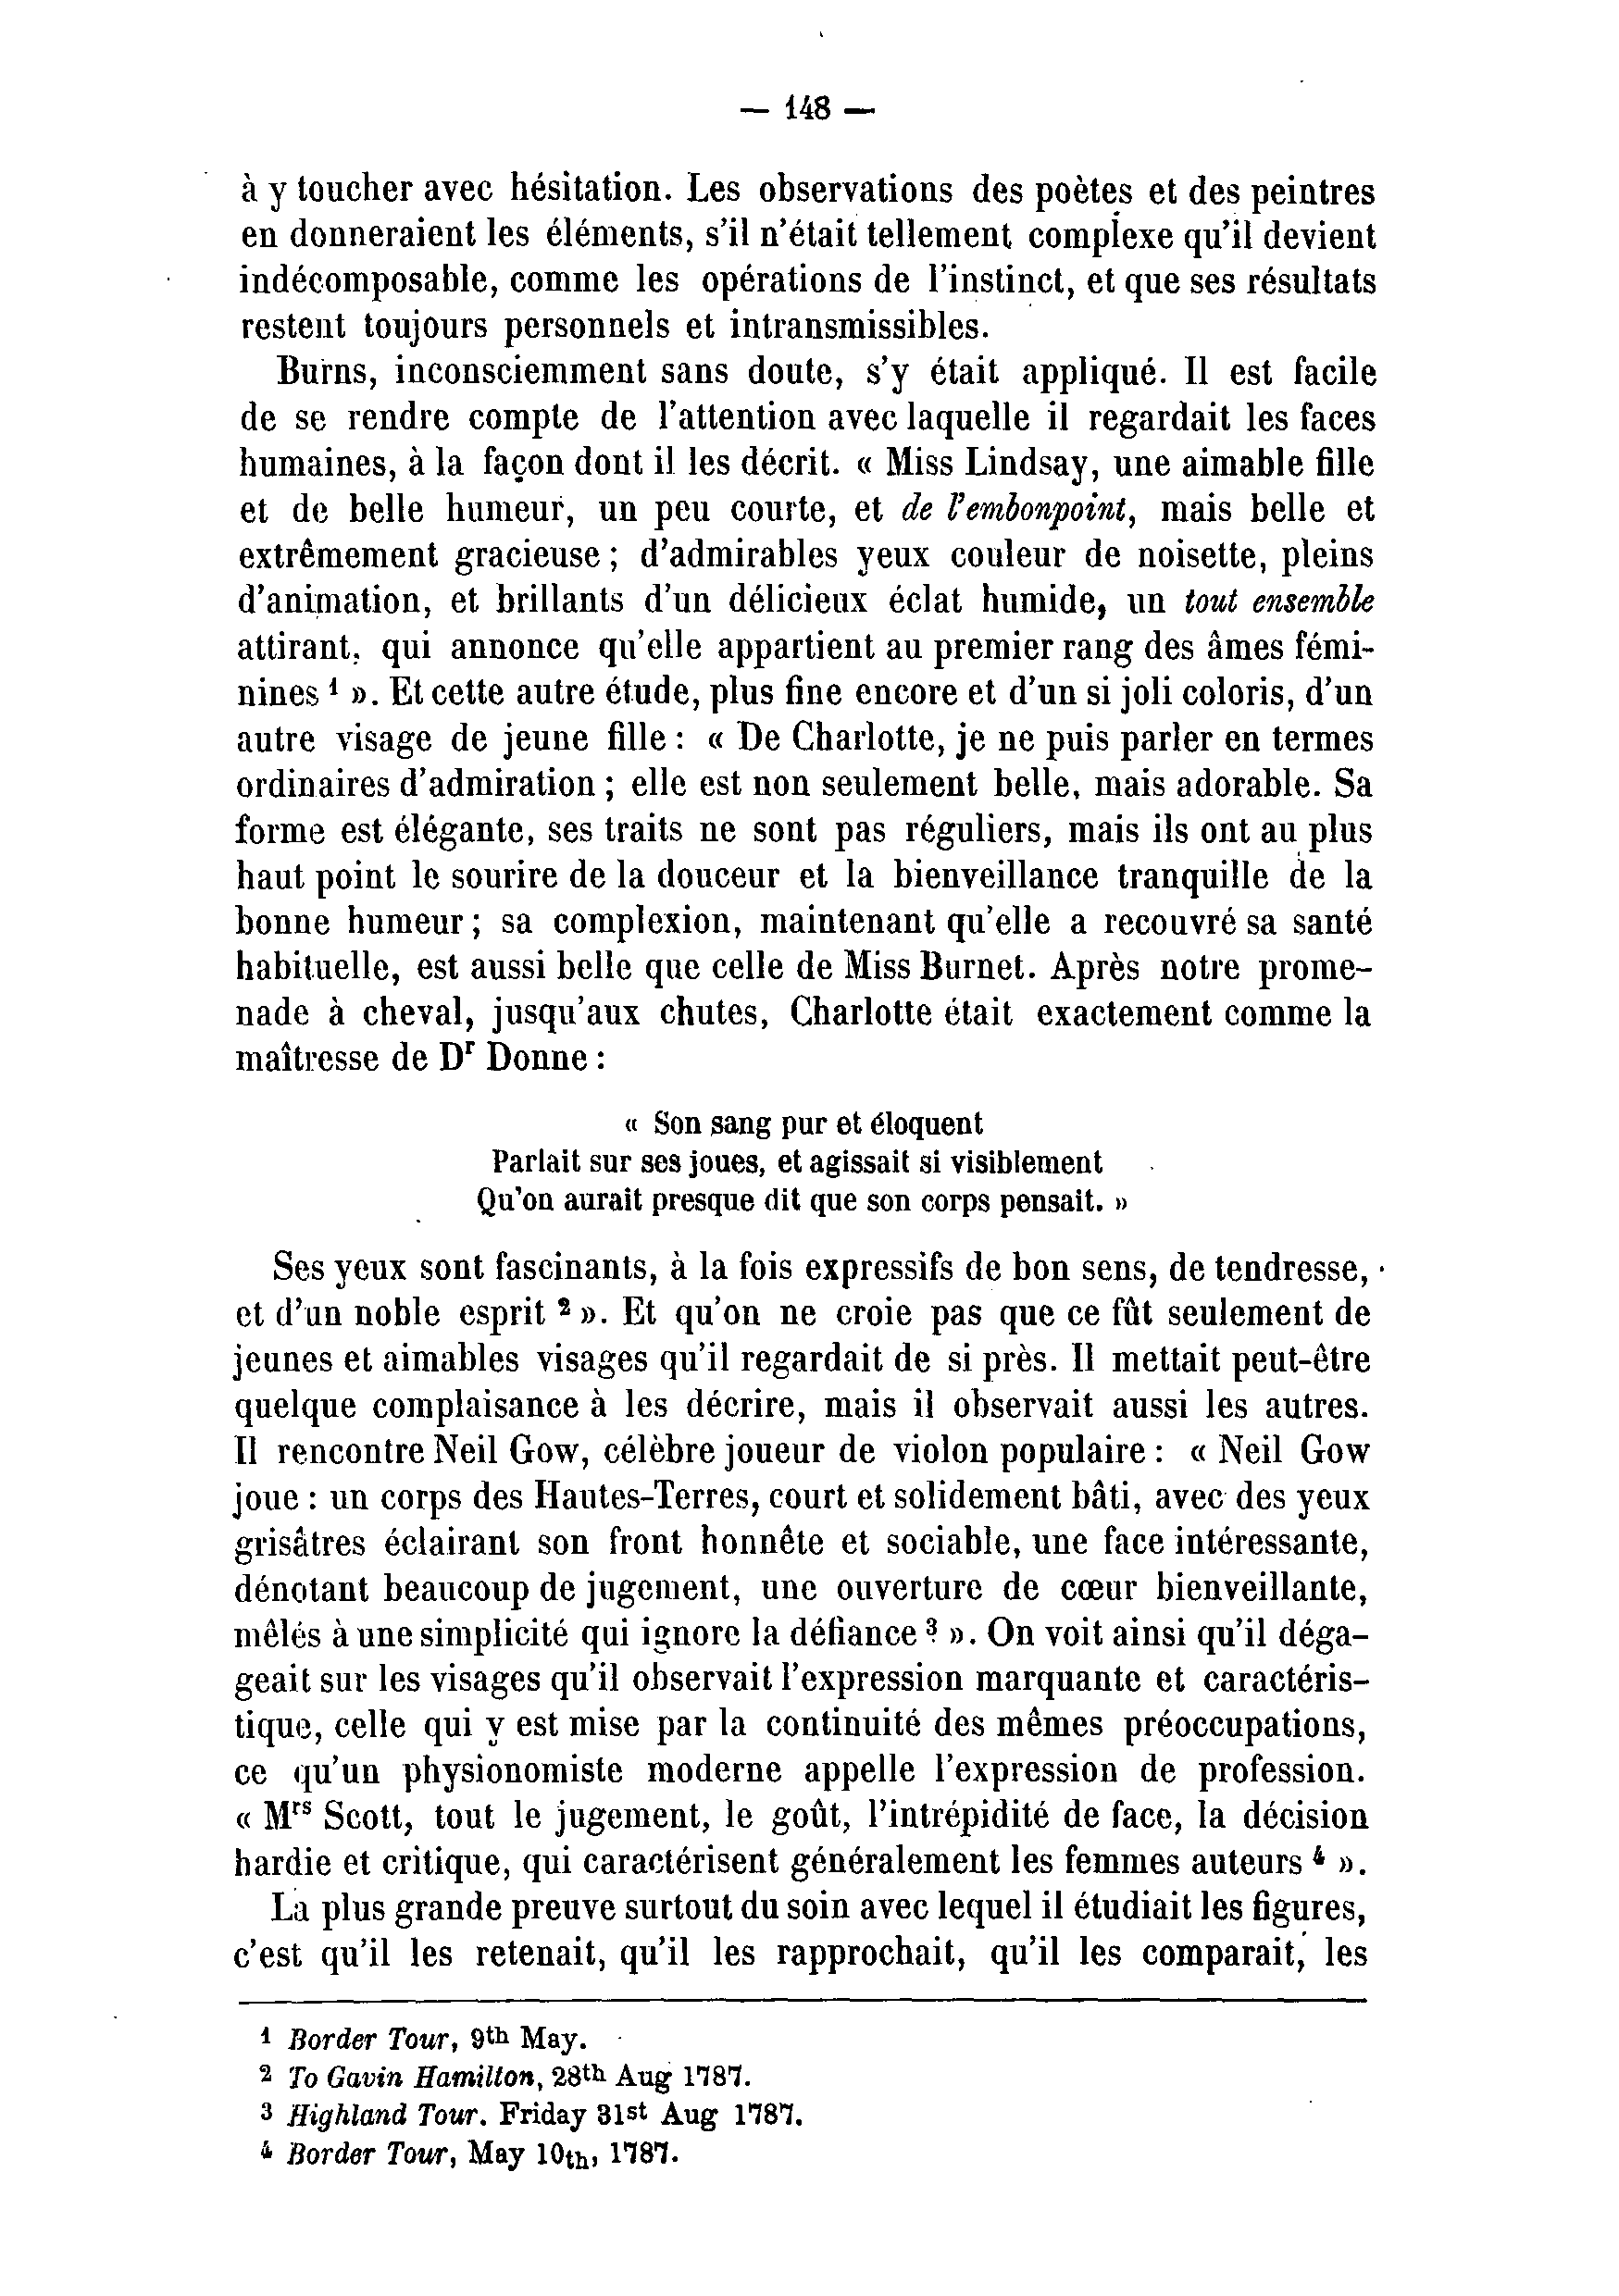 — 148 —
à y toucher avec hésitation. Les observations des poètes et des peintres
en donneraient les éléments, s'il n'était tellement complexe qu'il devient
indécomposable, comme les opérations de l'instinct, et que ses résultats
restent toujours personnels et intransmissibles.
Burns, inconsciemment sans doute, s'y était appliqué. Il est facile
de se rendre compte de l'attention avec laquelle il regardait les faces
humaines, à la façon dont il les décrit. « Miss Lindsay, une aimable fille
et de belle humeur, un peu courte, et de l'embonpoint, mais belle et
extrêmement gracieuse ; d'admirables yeux couleur de noisette, pleins
d'animation, et brillants d'un délicieux éclat humide, un tout ensemble
attirant, qui annonce qu'elle appartient au premier rang des âmes fémi-
nines ¹ ». Et cette autre étude, plus fine encore et d'un si joli coloris, d'un
autre visage de jeune fille : « De Charlotte, je ne puis parler en termes
ordinaires d'admiration ; elle est non seulement belle, mais adorable. Sa
forme est élégante, ses traits ne sont pas réguliers, mais ils ont au plus
haut point le sourire de la douceur et la bienveillance tranquille de la
bonne humeur ; sa complexion, maintenant qu'elle a recouvré sa santé
habituelle, est aussi belle que celle de Miss Burnet. Après notre prome-
nade à cheval, jusqu'aux chutes, Charlotte était exactement comme la
maîtresse de Dʳ Donne :
« Son sang pur et éloquent
Parlait sur ses joues, et agissait si visiblement
Qu'on aurait presque dit que son corps pensait. »
Ses yeux sont fascinants, à la fois expressifs de bon sens, de tendresse,
et d'un noble esprit ² ». Et qu'on ne croie pas que ce fût seulement de
jeunes et aimables visages qu'il regardait de si près. Il mettait peut-être
quelque complaisance à les décrire, mais il observait aussi les autres.
Il rencontre Neil Gow, célèbre joueur de violon populaire : « Neil Gow
joue : un corps des Hautes-Terres, court et solidement bâti, avec des yeux
grisâtres éclairant son front honnête et sociable, une face intéressante,
dénotant beaucoup de jugement, une ouverture de cœur bienveillante,
mêlés à une simplicité qui ignore la défiance ³ ». On voit ainsi qu'il déga-
geait sur les visages qu'il observait l'expression marquante et caractéris-
tique, celle qui y est mise par la continuité des mêmes préoccupations,
ce qu'un physionomiste moderne appelle l'expression de profession.
« Mʳˢ Scott, tout le jugement, le goût, l'intrépidité de face, la décision
hardie et critique, qui caractérisent généralement les femmes auteurs ⁴ ».
La plus grande preuve surtout du soin avec lequel il étudiait les figures,
c'est qu'il les retenait, qu'il les rapprochait, qu'il les comparait, les
1 Border Tour, 9th May.
2 To Gavin Hamilton, 28th Aug 1787.
3 Highland Tour. Friday 31st Aug 1787.
4 Border Tour, May 10th, 1787.